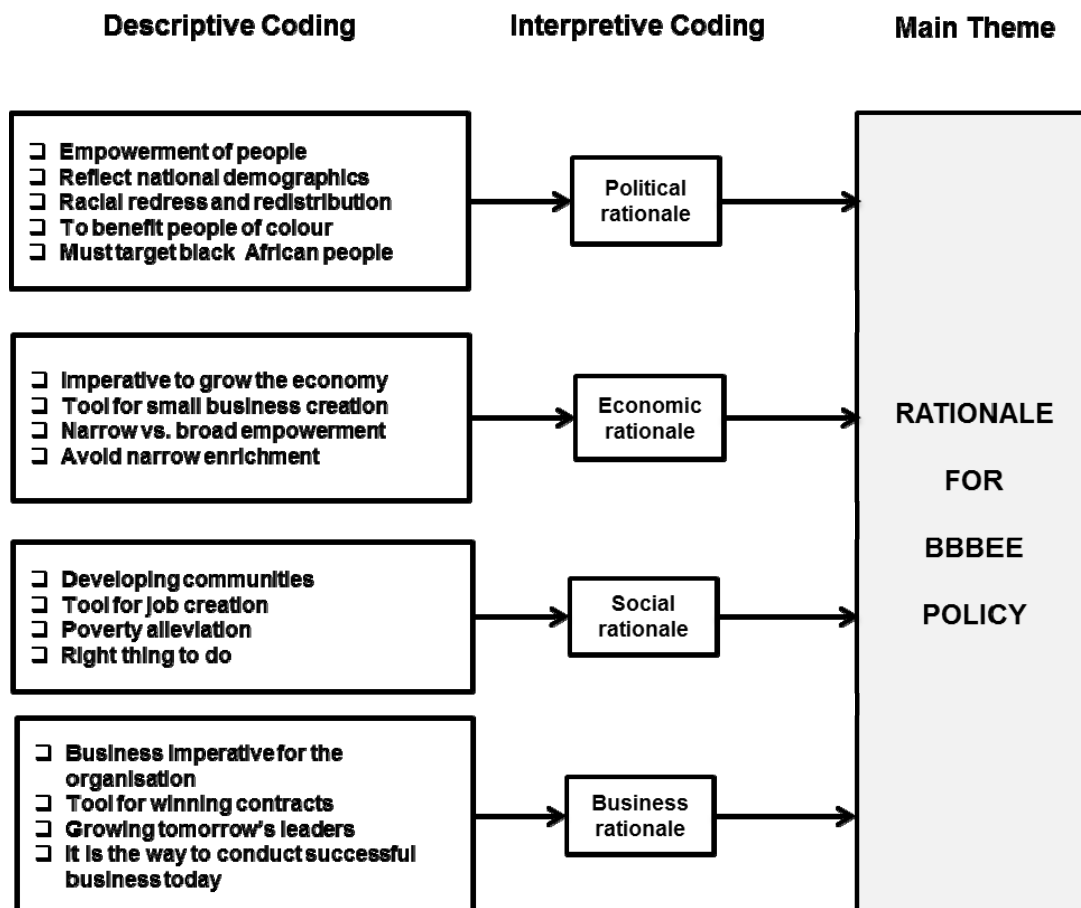 Descriptive Coding
Interpretive Coding
Main Theme
❑ Empowerment of people
❑ Reflect national demographics
❑ Racial redress and redistribution
❑ To benefit people of colour
❑ Must target black African people
Political
rationale
❑ Imperative to grow the economy
❑ Tool for small business creation
❑ Narrow vs. broad empowerment
❑ Avoid narrow enrichment
Economic
rationale
❑ Developing communities
❑ Tool for job creation
❑ Poverty alleviation
❑ Right thing to do
Social
rationale
❑ Business imperative for the
organisation
❑ Tool for winning contracts
❑ Growing tomorrow's leaders
❑ It is the way to conduct successful
business today
Business
rationale
RATIONALE
FOR
BBBEE
POLICY